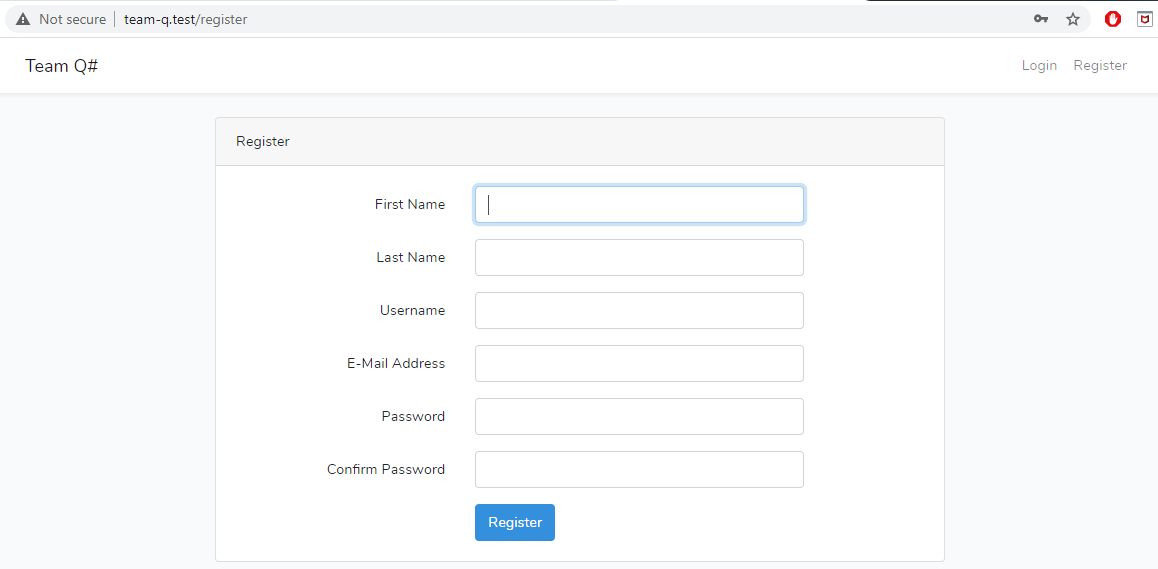 Not secure | team-q.test/register
Team Q# Login Register
Register
First Name
Last Name
Username
E-Mail Address
Password
Confirm Password
Register